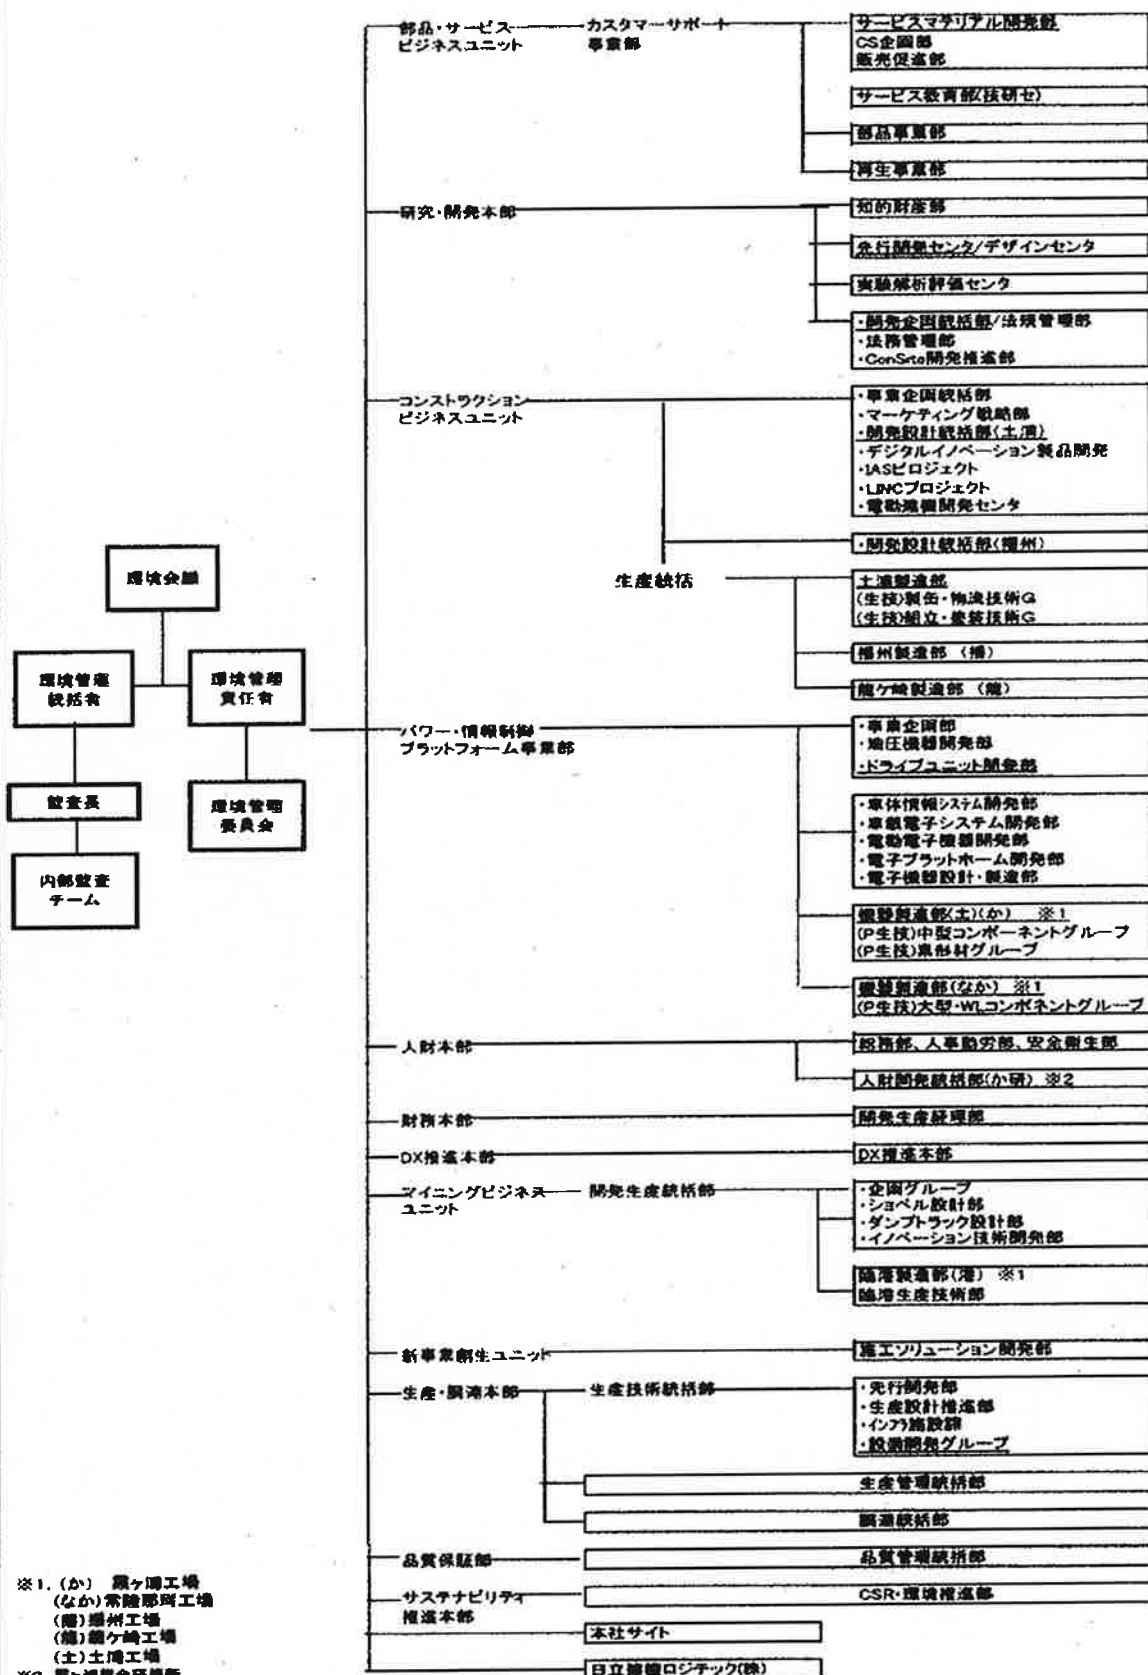 部品・サービス
ビジネスユニット
カスタマーサポート
事業部
サービスマテリアル開発部
CS企画部
販売促進部
サービス教育部(技研セ)
部品事業部
再生事業部
研究・開発本部
知的財産部
先行開発センタ/デザインセンタ
実験解析評価センタ
・開発企画統括部/法規管理部
・法務管理部
・ConSite開発推進部
コンストラクション
ビジネスユニット
・事業企画統括部
・マーケティング戦略部
・開発設計統括部(土浦)
・デジタルイノベーション製品開発
・IASプロジェクト
・LINCプロジェクト
・電動建機開発センタ
・開発設計統括部(播州)
生産統括
土浦製造部
(生技)製缶・物流技術G
(生技)組立・塗装技術G
播州製造部 (播)
龍ケ崎製造部 (龍)
環境会議
環境管理
統括者
環境管理
責任者
監査長
環境管理
委員会
内部監査
チーム
パワー・情報制御
プラットフォーム事業部
・事業企画部
・油圧機器開発部
・ドライブユニット開発部
・車体情報システム開発部
・車載電子システム開発部
・電動電子機器開発部
・電子プラットホーム開発部
・電子機器設計・製造部
機器製造部(土)(か) ※1
(P生技)中型コンポーネントグループ
(P生技)素形材グループ
機器製造部(なか) ※1
(P生技)大型・WLコンポネントグループ
人財本部
総務部、人事勤労部、安全衛生部
人財開発統括部(か研) ※2
財務本部
開発生産経理部
DX推進本部
DX推進本部
マイニングビジネス
ユニット
開発生産統括部
・企画グループ
・ショベル設計部
・ダンプトラック設計部
・イノベーション技術開発部
臨港製造部(港) ※1
臨港生産技術部
新事業創生ユニット
施工ソリューション開発部
生産・調達本部
生産技術統括部
・先行開発部
・生産設計推進部
・インフラ施設課
・設備開発グループ
生産管理統括部
調達統括部
品質保証部
品質管理統括部
サステナビリティ
推進本部
CSR・環境推進部
本社サイト
日立建機ロジテック(株)
※1. (か) 霞ヶ浦工場
(なか)常陸那珂工場
(播)播州工場
(龍)龍ケ崎工場
(土)土浦工場